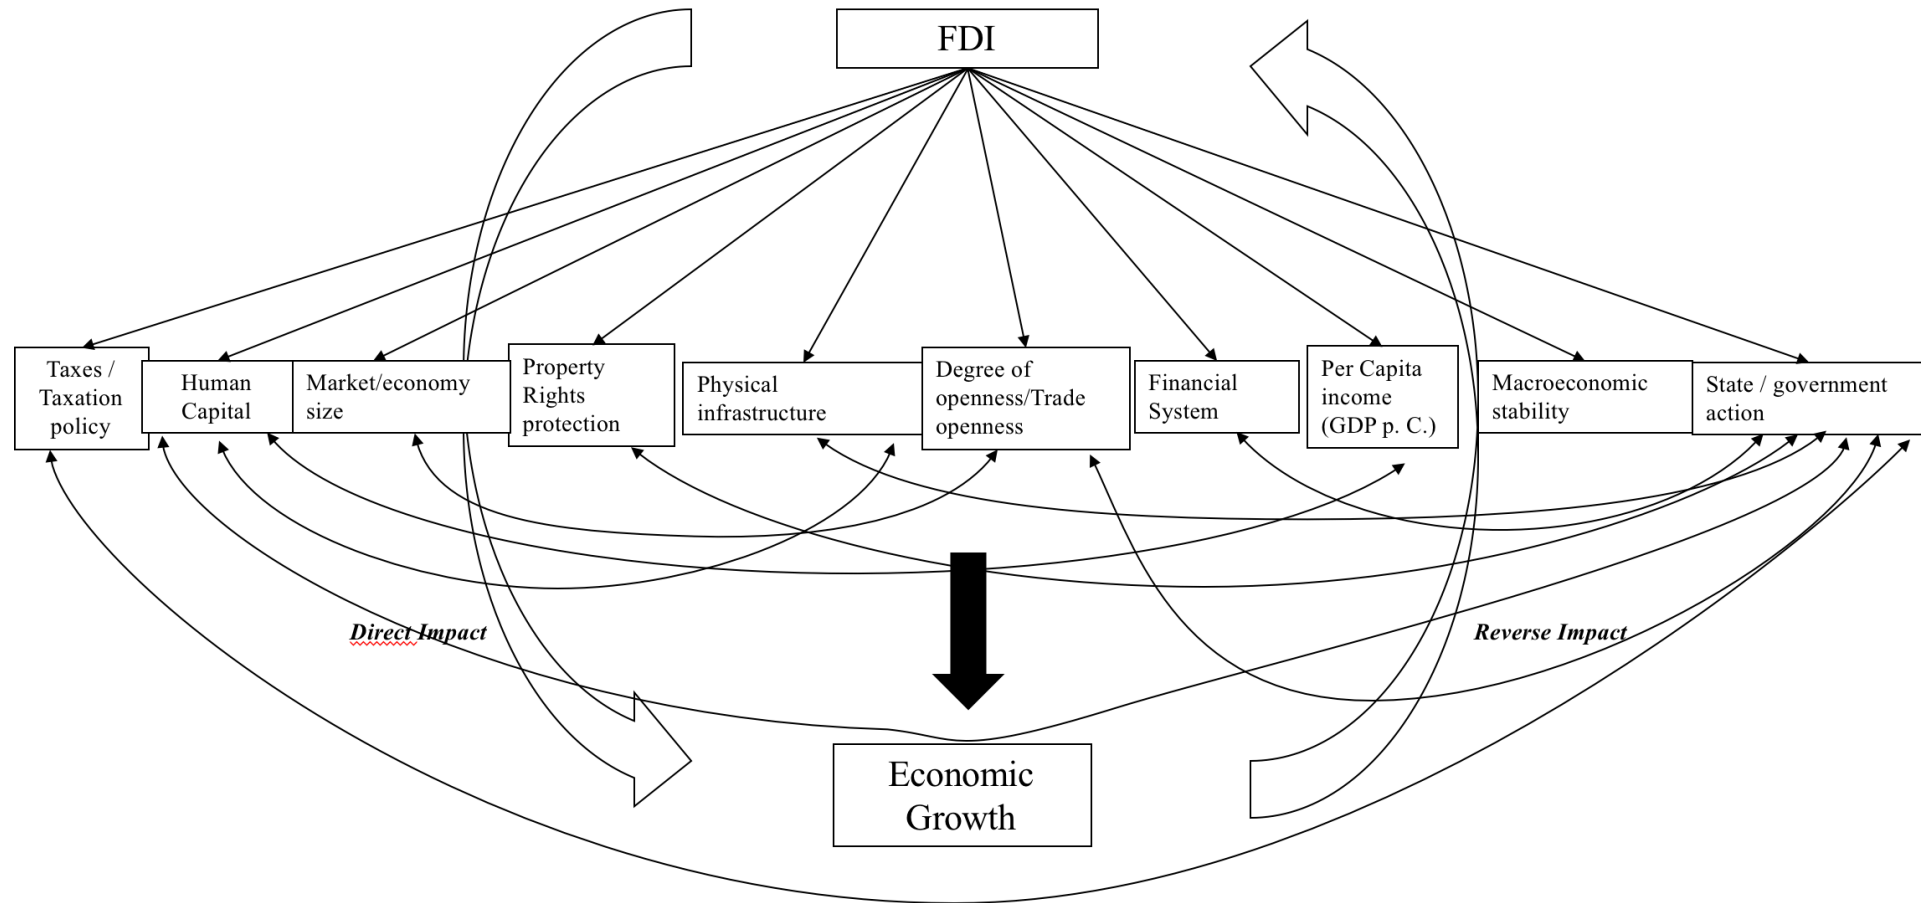 FDI
Taxes /
Taxation
policy
Human
Capital
Market/economy
size
Property
Rights
protection
Physical
infrastructure
Degree of
openness/Trade
openness
Financial
System
Per Capita
income
(GDP p. C.)
Macroeconomic
stability
State / government
action
Direct Impact
Reverse Impact
Economic
Growth